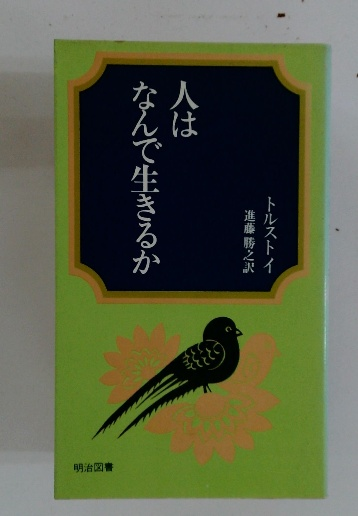 人は
なんで生きるか
トルストイ
進藤勝之訳
明治図書